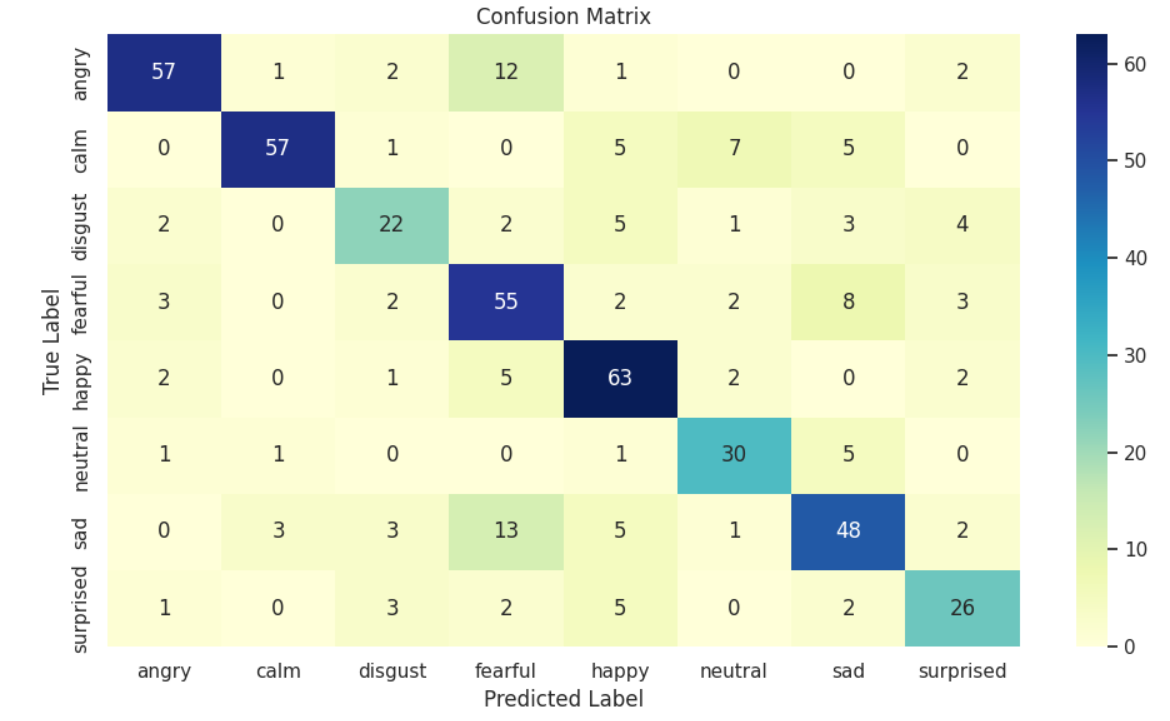 Confusion Matrix
True Label
angry 57 1 2 12 1 0 0 2
calm 0 57 1 0 5 7 5 0
disgust 2 0 22 2 5 1 3 4
fearful 3 0 2 55 2 2 8 3
happy 2 0 1 5 63 2 0 2
neutral 1 1 0 0 1 30 5 0
sad 0 3 3 13 5 1 48 2
surprised 1 0 3 2 5 0 2 26
angry calm disgust fearful happy neutral sad surprised
Predicted Label
60
50
40
30
20
10
0